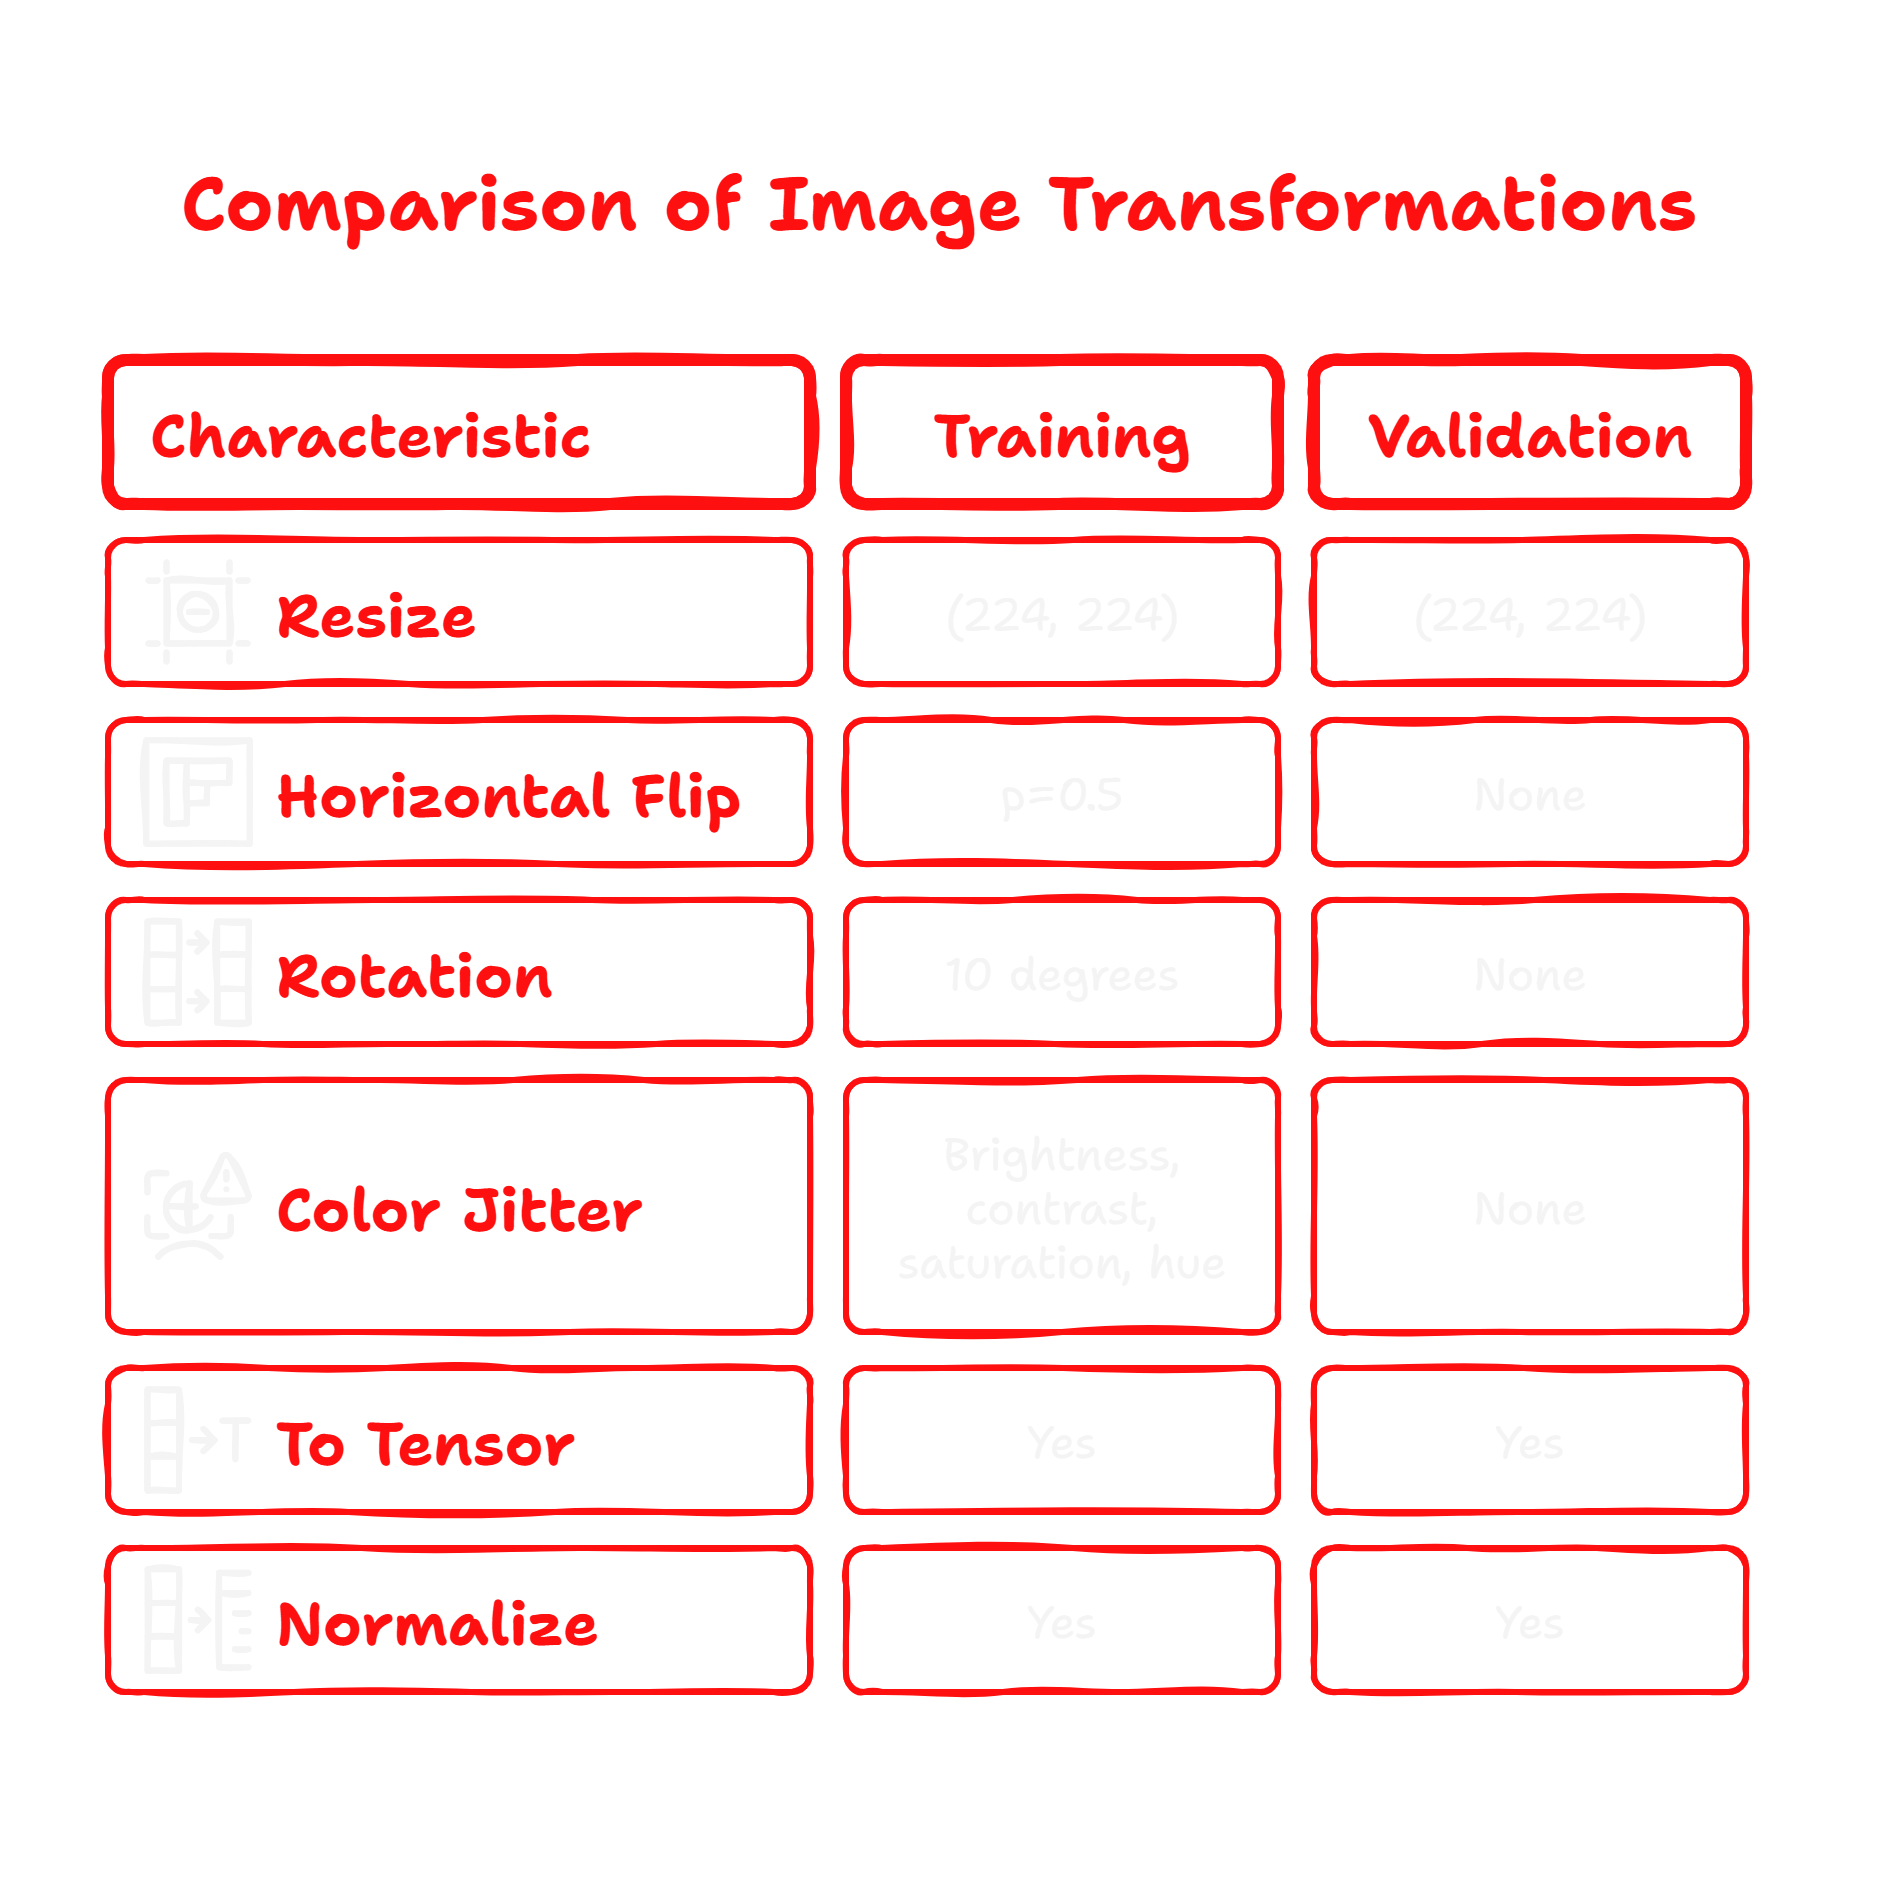 Comparison of Image Transformations
Characteristic
Training
Validation
Resize
(224, 224)
(224, 224)
Horizontal Flip
p=0.5
None
Rotation
10 degrees
None
Color Jitter
Brightness,
contrast,
saturation, hue
None
T
To Tensor
Yes
Yes
Normalize
Yes
Yes